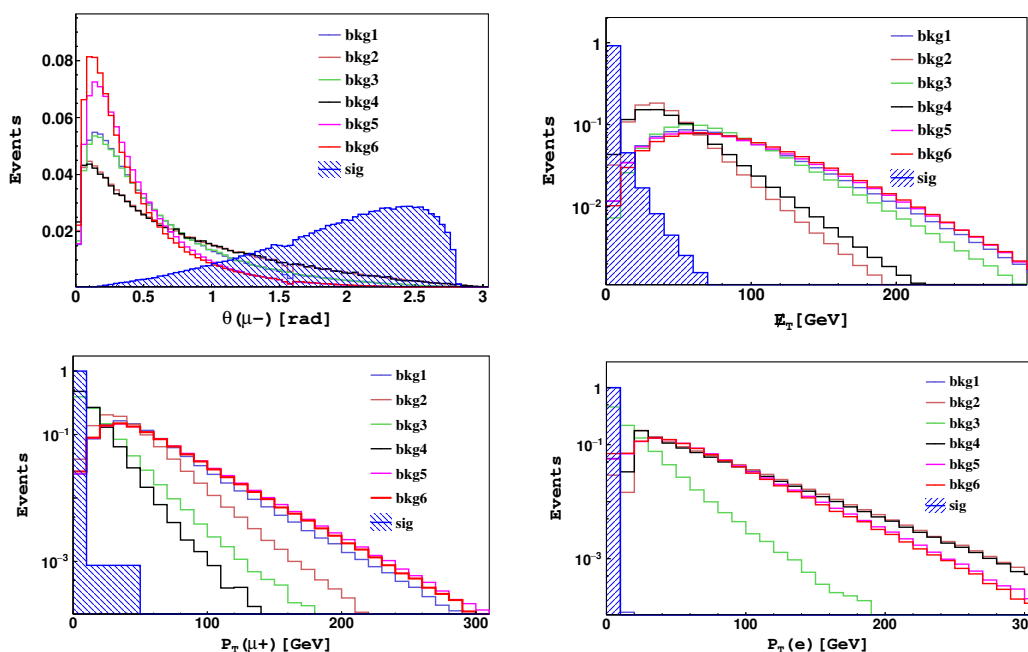 0.08
0.06
0.04
0.02
Events
bkg1
bkg2
bkg3
bkg4
bkg5
bkg6
sig
0 0.5 1 1.5 2 2.5 3
θ(μ−)[rad]
1
10⁻¹
10⁻²
Events
bkg1
bkg2
bkg3
bkg4
bkg5
bkg6
sig
0 100 200
E̸_T[GeV]
1
10⁻¹
10⁻³
Events
bkg1
bkg2
bkg3
bkg4
bkg5
bkg6
sig
0 100 200 300
P_T(μ+)[GeV]
1
10⁻¹
10⁻³
Events
bkg1
bkg2
bkg3
bkg4
bkg5
bkg6
sig
0 100 200 300
P_T(e)[GeV]